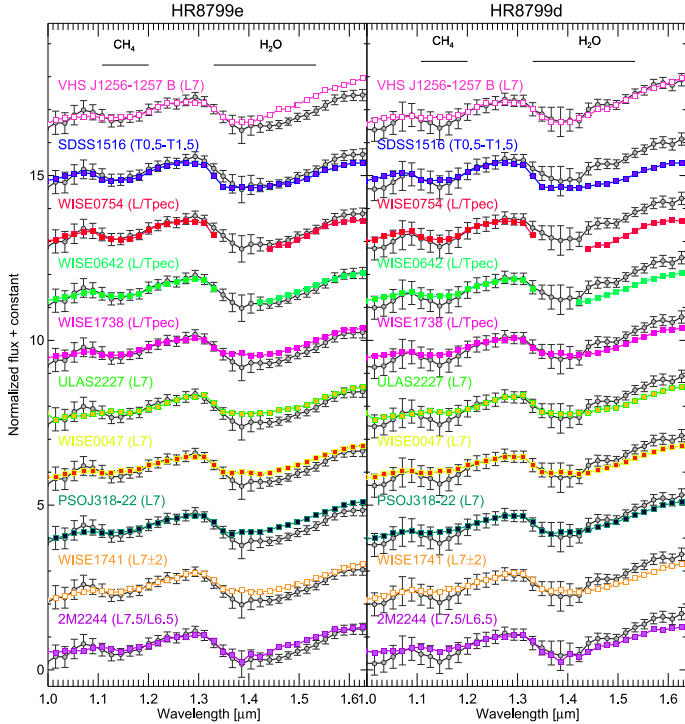 HR8799e
HR8799d
CH₄
H₂O
CH₄
H₂O
VHS J1256-1257 B (L7)
VHS J1256-1257 B (L7)
SDSS1516 (T0.5-T1.5)
SDSS1516 (T0.5-T1.5)
15
WISE0754 (L/Tpec)
WISE0754 (L/Tpec)
WISE0642 (L/Tpec)
WISE0642 (L/Tpec)
10
WISE1738 (L/Tpec)
WISE1738 (L/Tpec)
ULAS2227 (L7)
ULAS2227 (L7)
WISE0047 (L7)
WISE0047 (L7)
5
PSOJ318-22 (L7)
PSOJ318-22 (L7)
WISE1741 (L7±2)
WISE1741 (L7±2)
2M2244 (L7.5/L6.5)
2M2244 (L7.5/L6.5)
0
Normalized flux + constant
1.0 1.1 1.2 1.3 1.4 1.5 1.6
1.0 1.1 1.2 1.3 1.4 1.5 1.6
Wavelength [μm]
Wavelength [μm]